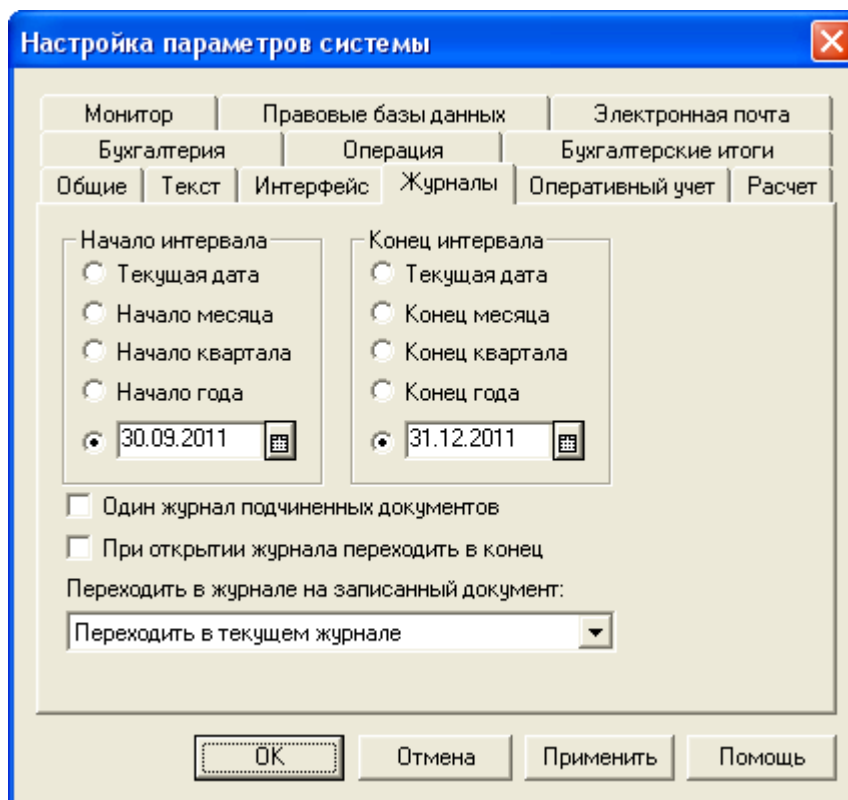 Настройка параметров системы
Монитор Правовые базы данных Электронная почта
Бухгалтерия Операция Бухгалтерские итоги
Общие Текст Интерфейс Журналы Оперативный учет Расчет
Начало интервала Конец интервала
Текущая дата Текущая дата
Начало месяца Конец месяца
Начало квартала Конец квартала
Начало года Конец года
30.09.2011 31.12.2011
Один журнал подчиненных документов
При открытии журнала переходить в конец
Переходить в журнале на записанный документ:
Переходить в текущем журнале
OK Отмена Применить Помощь